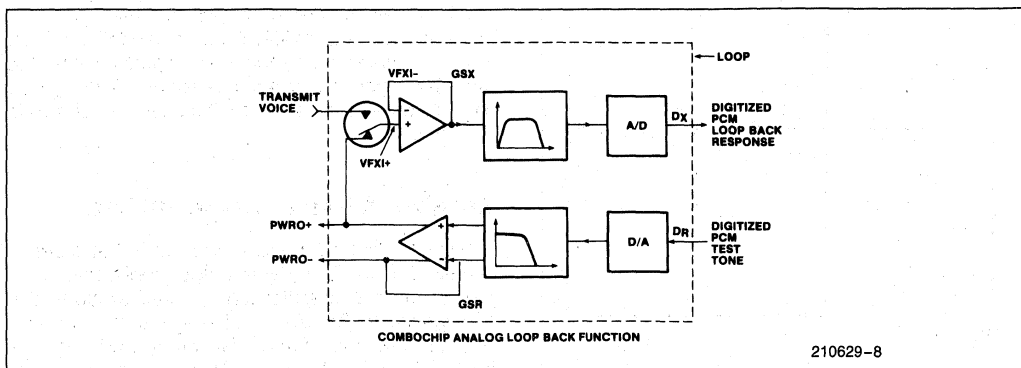 LOOP
VFXI–
GSX
TRANSMIT
VOICE
–
+
VFXI+
A/D
DX
DIGITIZED
PCM
LOOP BACK
RESPONSE
PWRO+
PWRO–
+
–
GSR
D/A
DR
DIGITIZED
PCM
TEST
TONE
COMBOCHIP ANALOG LOOP BACK FUNCTION
210629–8